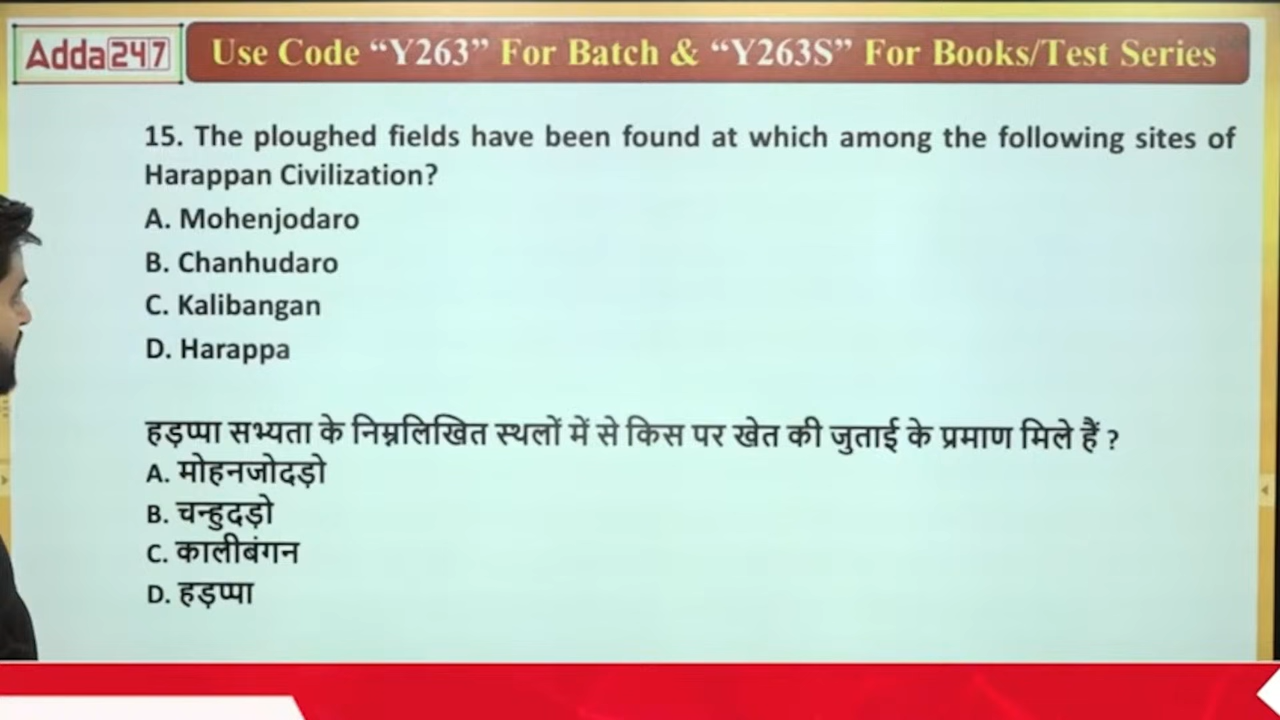 Adda247
Use Code “Y263” For Batch & “Y263S” For Books/Test Series
15. The ploughed fields have been found at which among the following sites of
Harappan Civilization?
A. Mohenjodaro
B. Chanhudaro
C. Kalibangan
D. Harappa
हड़प्पा सभ्यता के निम्नलिखित स्थलों में से किस पर खेत की जुताई के प्रमाण मिले हैं ?
A. मोहनजोदड़ो
B. चन्हुदड़ो
C. कालीबंगन
D. हड़प्पा